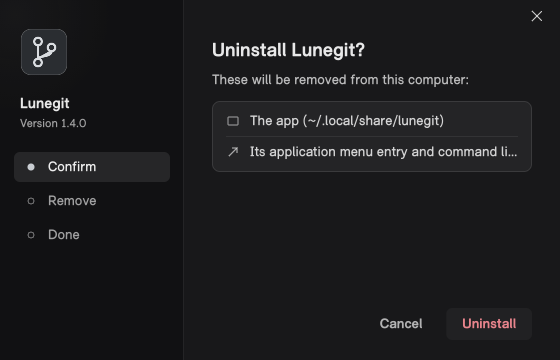 Lunegit
Version 1.4.0
Confirm
Remove
Done
Uninstall Lunegit?
These will be removed from this computer:
The app (~/.local/share/lunegit)
Its application menu entry and command li...
Cancel
Uninstall